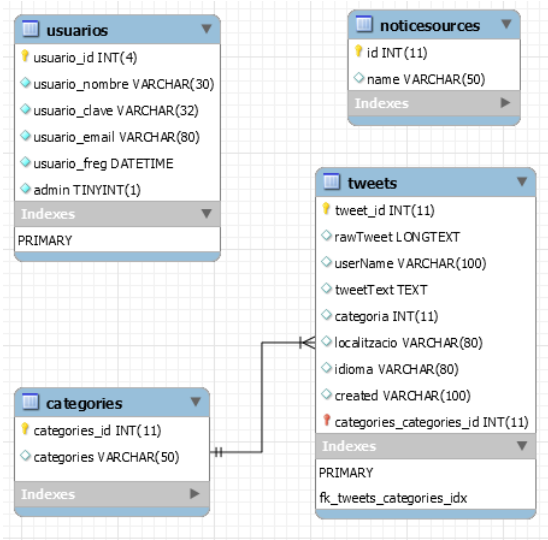 usuarios
usuario_id INT(4)
usuario_nombre VARCHAR(30)
usuario_clave VARCHAR(32)
usuario_email VARCHAR(80)
usuario_freg DATETIME
admin TINYINT(1)
Indexes
PRIMARY
noticesources
id INT(11)
name VARCHAR(50)
Indexes
tweets
tweet_id INT(11)
rawTweet LONGTEXT
userName VARCHAR(100)
tweetText TEXT
categoria INT(11)
localitzacio VARCHAR(80)
idioma VARCHAR(80)
created VARCHAR(100)
categories_categories_id INT(11)
Indexes
PRIMARY
fk_tweets_categories_idx
categories
categories_id INT(11)
categories VARCHAR(50)
Indexes